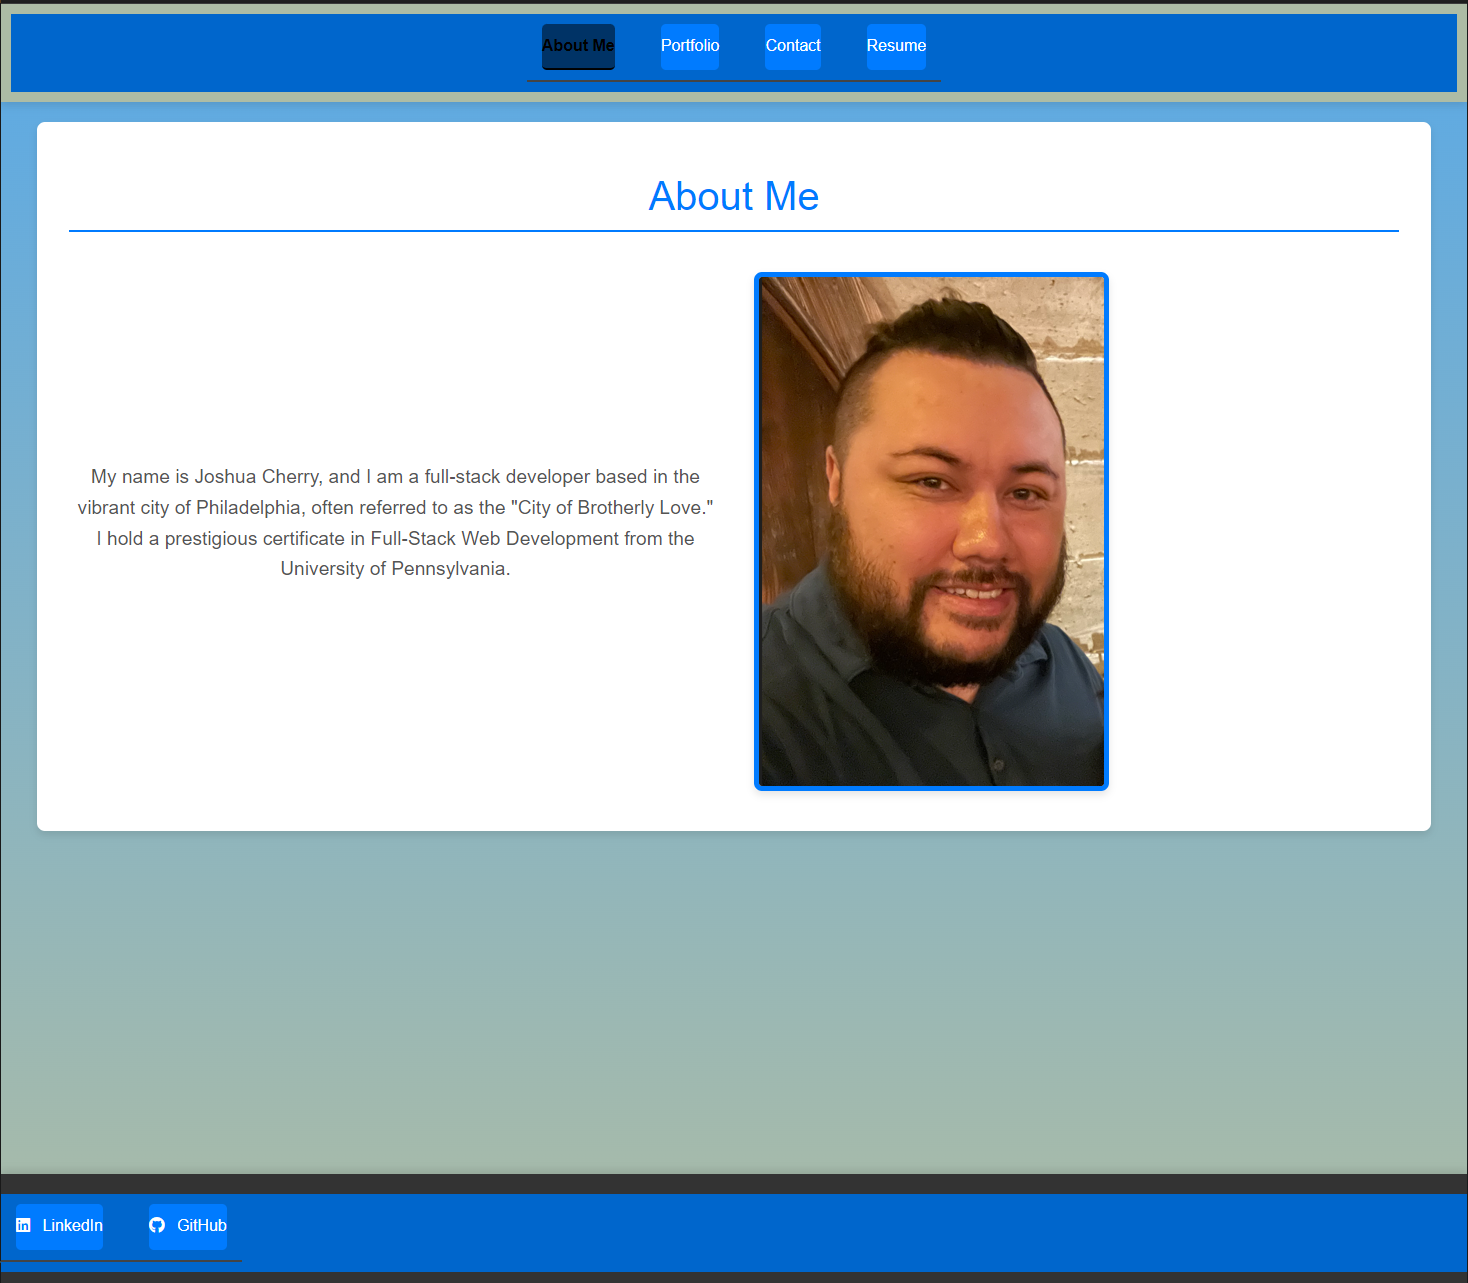 About Me Portfolio Contact Resume
About Me
My name is Joshua Cherry, and I am a full-stack developer based in the
vibrant city of Philadelphia, often referred to as the "City of Brotherly Love."
I hold a prestigious certificate in Full-Stack Web Development from the
University of Pennsylvania.
LinkedIn GitHub